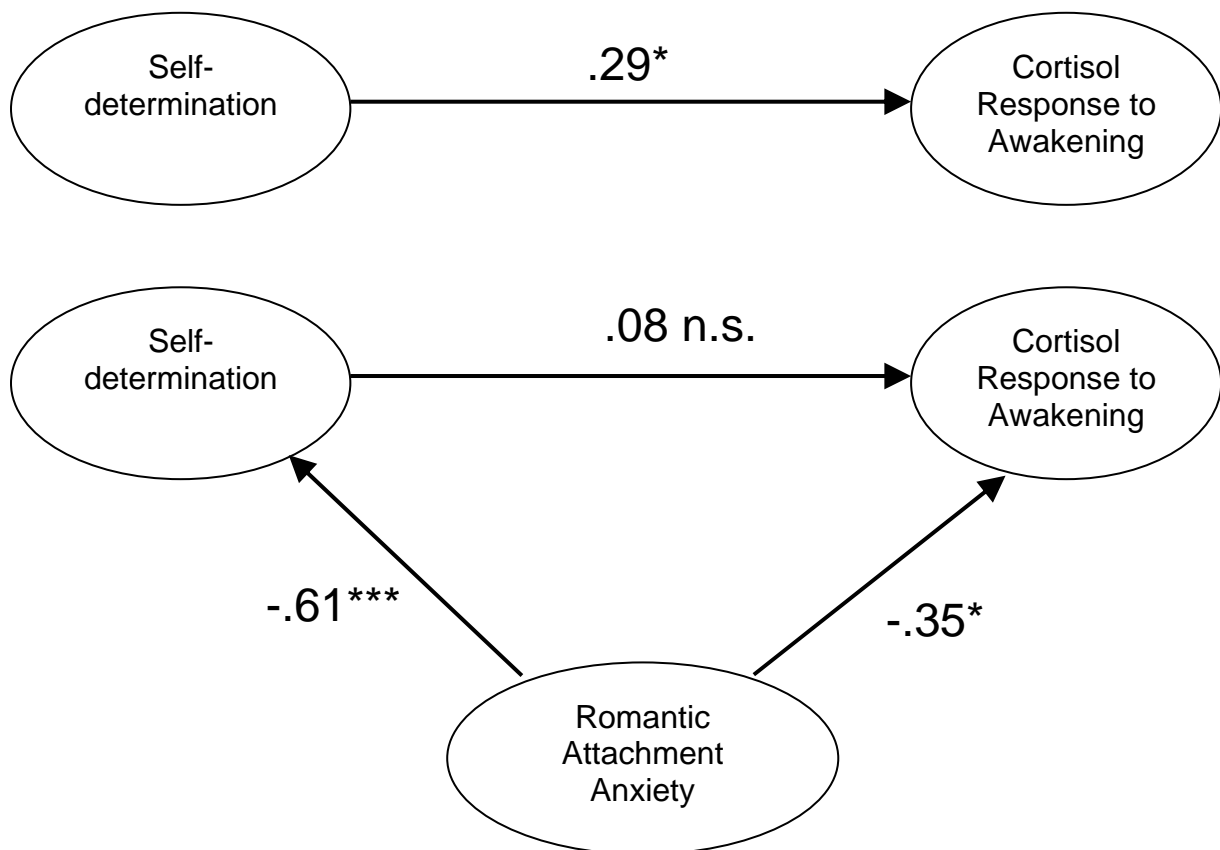 Self-
determination
.29*
Cortisol
Response to
Awakening
Self-
determination
.08 n.s.
Cortisol
Response to
Awakening
-.61***
-.35*
Romantic
Attachment
Anxiety